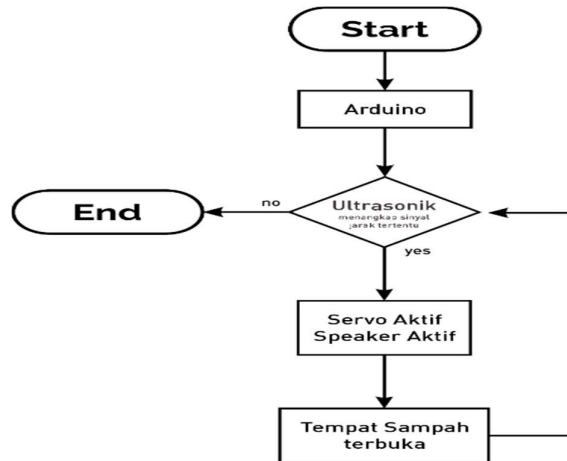 Start
Arduino
Ultrasonik
menangkap sinyal
jarak tertentu
no
End
yes
Servo Aktif
Speaker Aktif
Tempat Sampah
terbuka